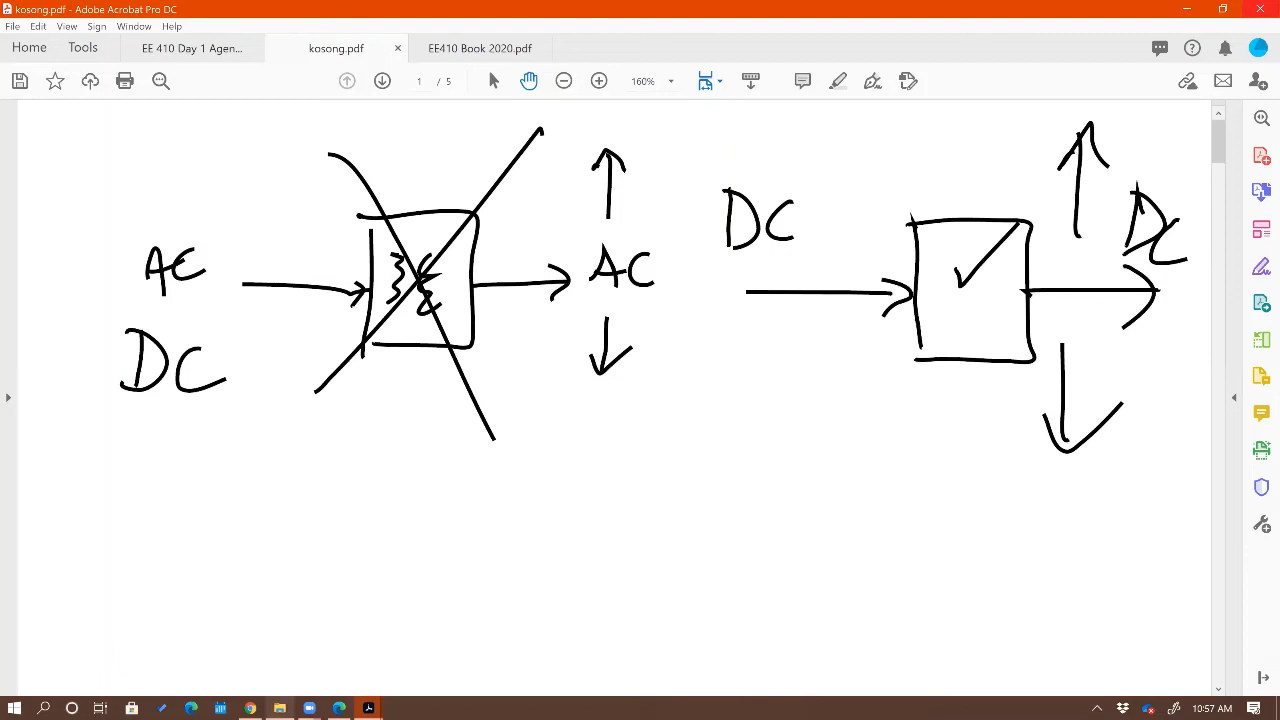 kosong.pdf - Adobe Acrobat Pro DC
File Edit View Sign Window Help
Home Tools EE 410 Day 1 Agen... kosong.pdf × EE410 Book 2020.pdf
1 / 5 160%
AC AC
DC
DC DC
10:57 AM